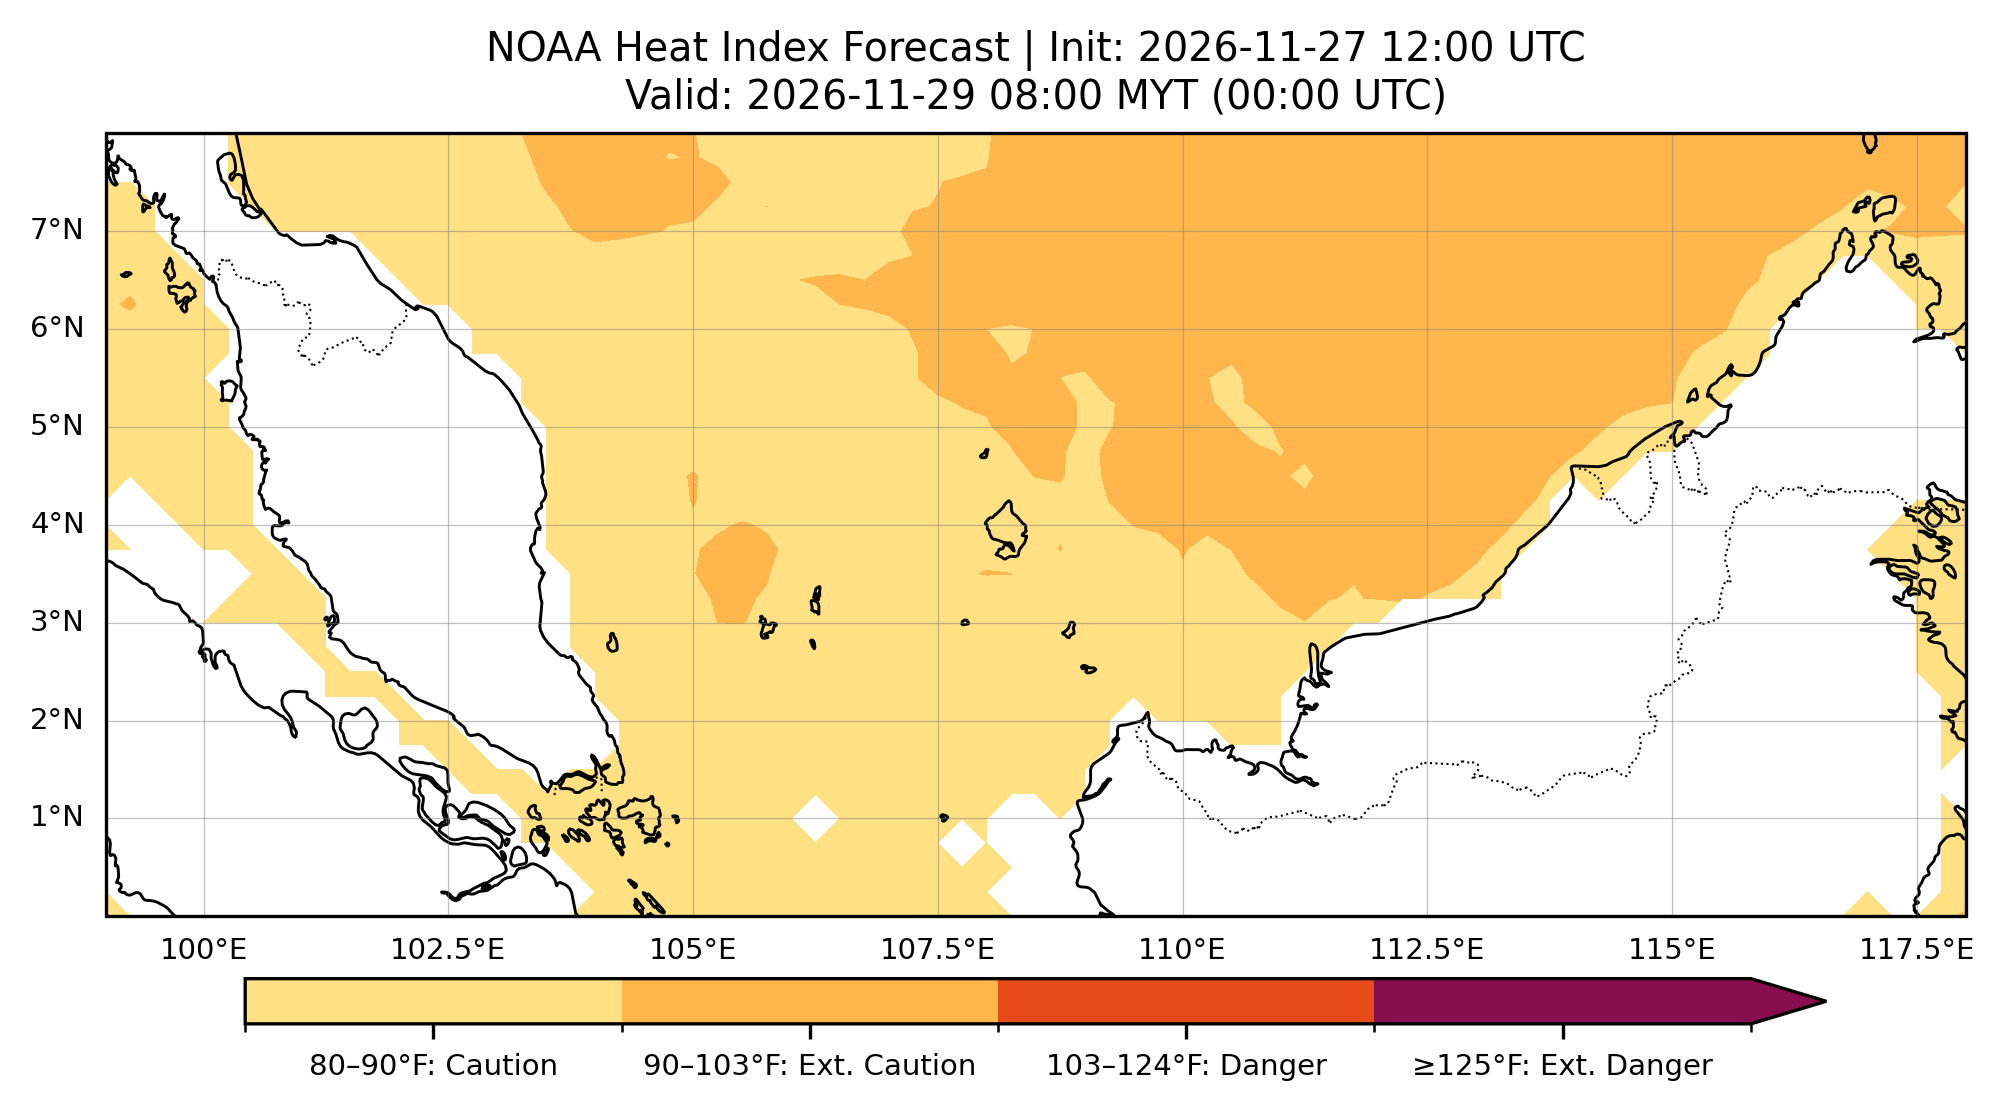 NOAA Heat Index Forecast | Init: 2026-11-27 12:00 UTC
Valid: 2026-11-29 08:00 MYT (00:00 UTC)
7°N
6°N
5°N
4°N
3°N
2°N
1°N
100°E 102.5°E 105°E 107.5°E 110°E 112.5°E 115°E 117.5°E
80–90°F: Caution 90–103°F: Ext. Caution 103–124°F: Danger ≥125°F: Ext. Danger